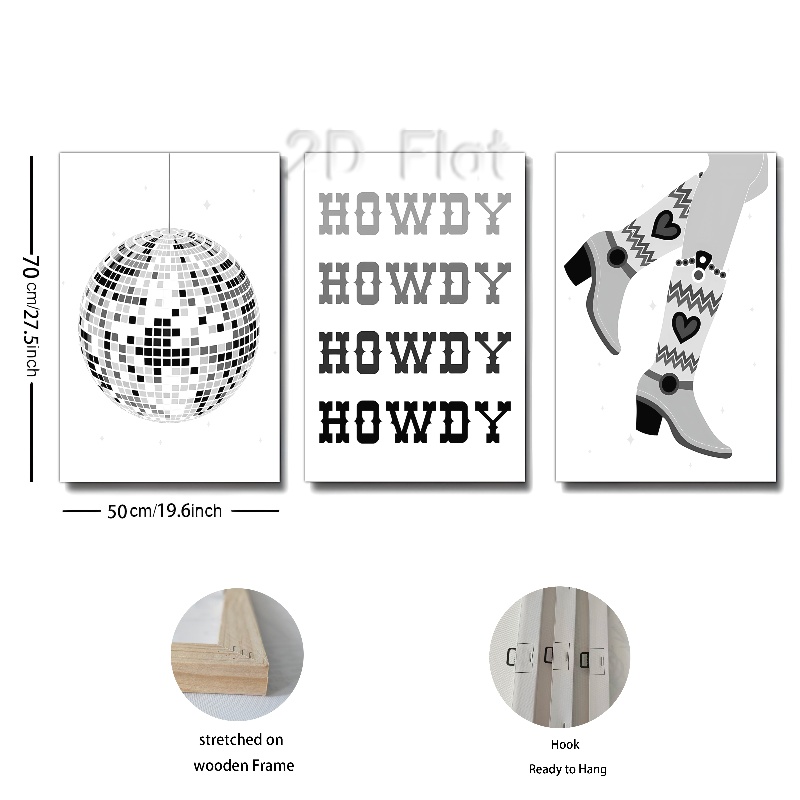 2D Flat
HOWDY
HOWDY
HOWDY
HOWDY
70 cm/27.5inch
50cm/19.6inch
stretched on
wooden Frame
Hook
Ready to Hang